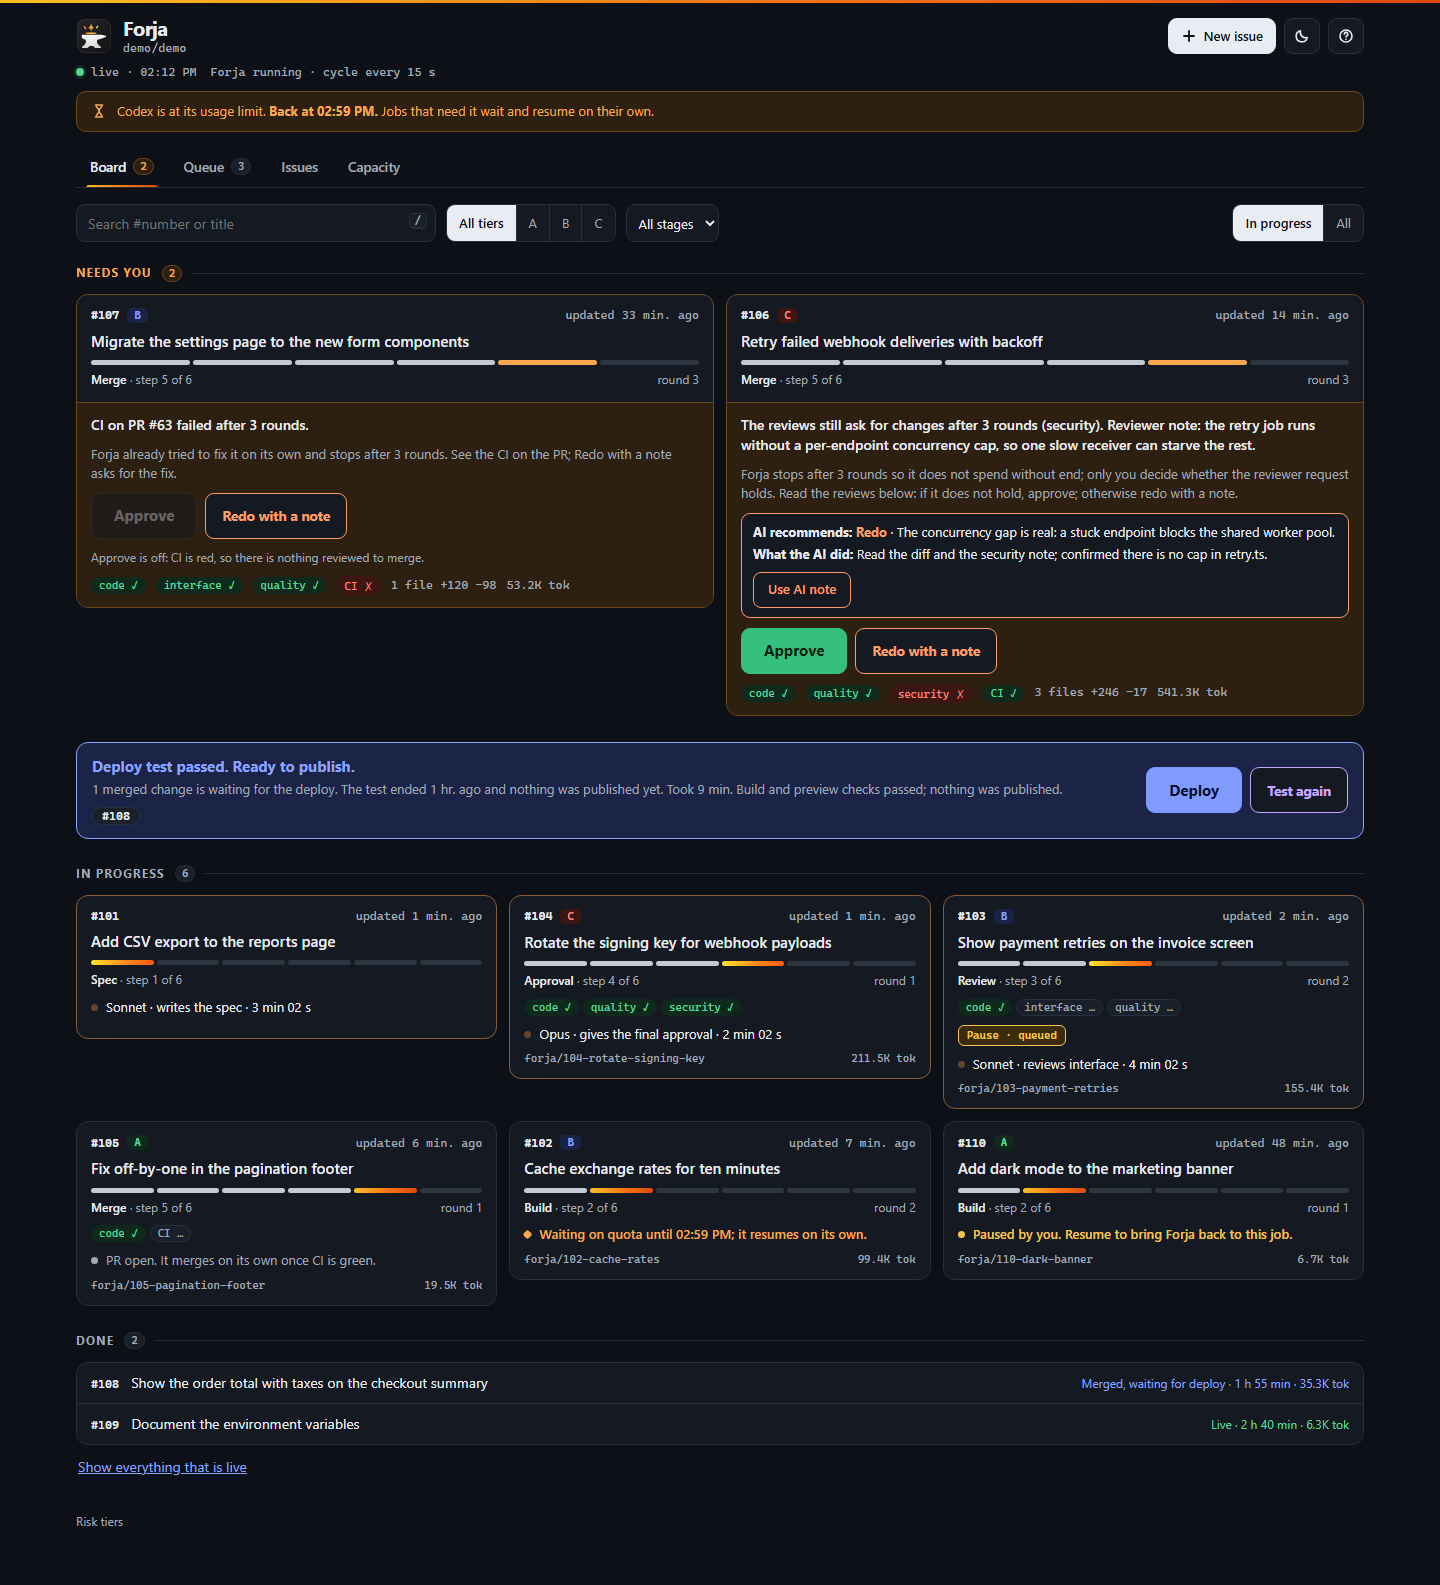 Forja
demo/demo
New issue
live · 02:12 PM Forja running · cycle every 15 s
Codex is at its usage limit. Back at 02:59 PM. Jobs that need it wait and resume on their own.
Board 2 Queue 3 Issues Capacity
Search #number or title /
All tiers A B C All stages
In progress All
NEEDS YOU 2
#107 B updated 33 min. ago
Migrate the settings page to the new form components
Merge · step 5 of 6 round 3
CI on PR #63 failed after 3 rounds.
Forja already tried to fix it on its own and stops after 3 rounds. See the CI on the PR; Redo with a note
asks for the fix.
Approve Redo with a note
Approve is off: CI is red, so there is nothing reviewed to merge.
code ✓ interface ✓ quality ✓ CI ✗ 1 file +120 −98 53.2K tok
#106 C updated 14 min. ago
Retry failed webhook deliveries with backoff
Merge · step 5 of 6 round 3
The reviews still ask for changes after 3 rounds (security). Reviewer note: the retry job runs
without a per-endpoint concurrency cap, so one slow receiver can starve the rest.
Forja stops after 3 rounds so it does not spend without end; only you decide whether the reviewer request
holds. Read the reviews below: if it does not hold, approve; otherwise redo with a note.
AI recommends: Redo · The concurrency gap is real: a stuck endpoint blocks the shared worker pool.
What the AI did: Read the diff and the security note; confirmed there is no cap in retry.ts.
Use AI note
Approve Redo with a note
code ✓ quality ✓ security ✗ CI ✓ 3 files +246 −17 541.3K tok
Deploy test passed. Ready to publish.
1 merged change is waiting for the deploy. The test ended 1 hr. ago and nothing was published yet. Took 9 min. Build and preview checks passed; nothing was published.
#108
Deploy Test again
IN PROGRESS 6
#101 updated 1 min. ago
Add CSV export to the reports page
Spec · step 1 of 6
Sonnet · writes the spec · 3 min 02 s
#104 C updated 1 min. ago
Rotate the signing key for webhook payloads
Approval · step 4 of 6 round 1
code ✓ quality ✓ security ✓
Opus · gives the final approval · 2 min 02 s
forja/104-rotate-signing-key 211.5K tok
#103 B updated 2 min. ago
Show payment retries on the invoice screen
Review · step 3 of 6 round 2
code ✓ interface … quality …
Pause · queued
Sonnet · reviews interface · 4 min 02 s
forja/103-payment-retries 155.4K tok
#105 A updated 6 min. ago
Fix off-by-one in the pagination footer
Merge · step 5 of 6 round 1
code ✓ CI …
PR open. It merges on its own once CI is green.
forja/105-pagination-footer 19.5K tok
#102 B updated 7 min. ago
Cache exchange rates for ten minutes
Build · step 2 of 6 round 2
Waiting on quota until 02:59 PM; it resumes on its own.
forja/102-cache-rates 99.4K tok
#110 A updated 48 min. ago
Add dark mode to the marketing banner
Build · step 2 of 6 round 1
Paused by you. Resume to bring Forja back to this job.
forja/110-dark-banner 6.7K tok
DONE 2
#108 Show the order total with taxes on the checkout summary Merged, waiting for deploy · 1 h 55 min · 35.3K tok
#109 Document the environment variables Live · 2 h 40 min · 6.3K tok
Show everything that is live
Risk tiers